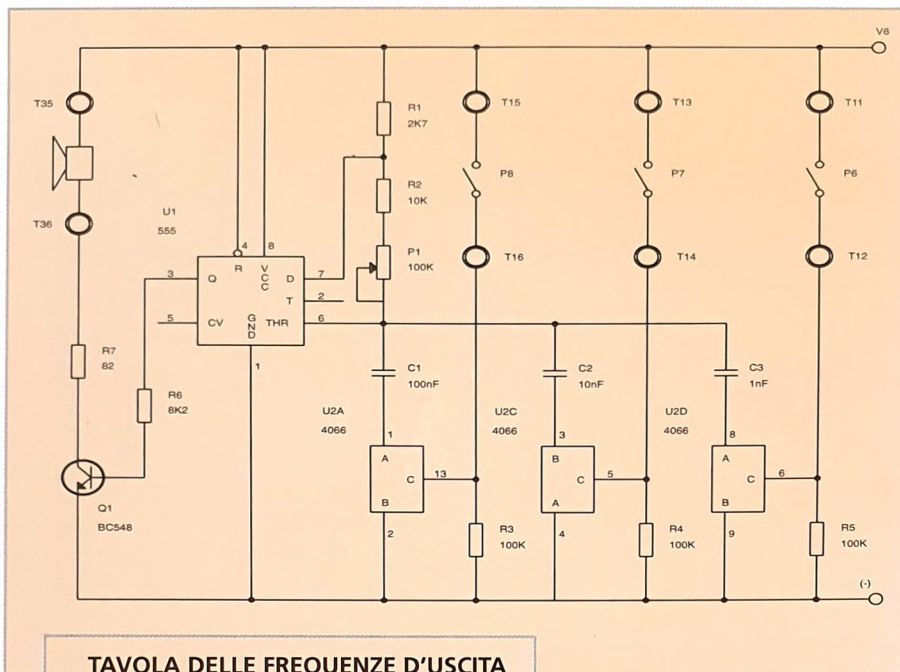 V6
T35
T36
U1
555
R1
2K7
R2
10K
P1
100K
T15
P8
T16
T13
P7
T14
T11
P6
T12
4
8
R
VCC
3
Q
D
7
T
2
5
CV
GND
THR
6
1
R7
82
R6
8K2
Q1
BC548
C1
100nF
C2
10nF
C3
1nF
U2A
4066
U2C
4066
U2D
4066
1
A
C
13
B
2
3
B
C
5
A
4
8
A
C
6
B
9
R3
100K
R4
100K
R5
100K
(-)
TAVOLA DELLE FREQUENZE D'USCITA